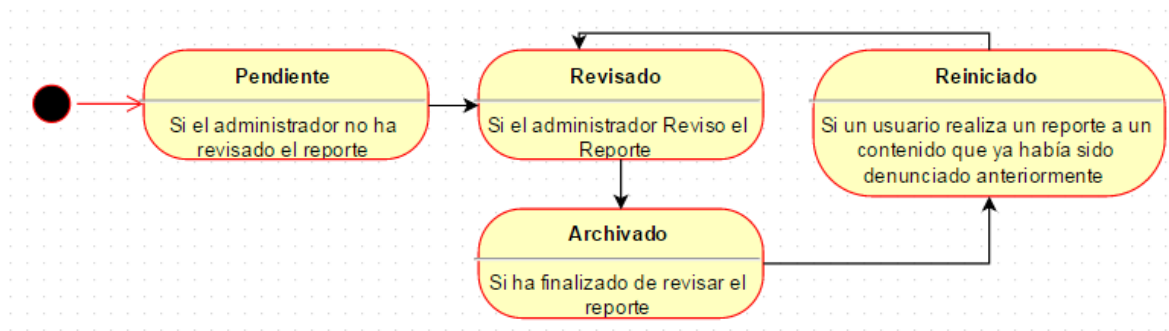 Pendiente
Si el administrador no ha
revisado el reporte
Revisado
Si el administrador Reviso el
Reporte
Reiniciado
Si un usuario realiza un reporte a un
contenido que ya había sido
denunciado anteriormente
Archivado
Si ha finalizado de revisar el
reporte